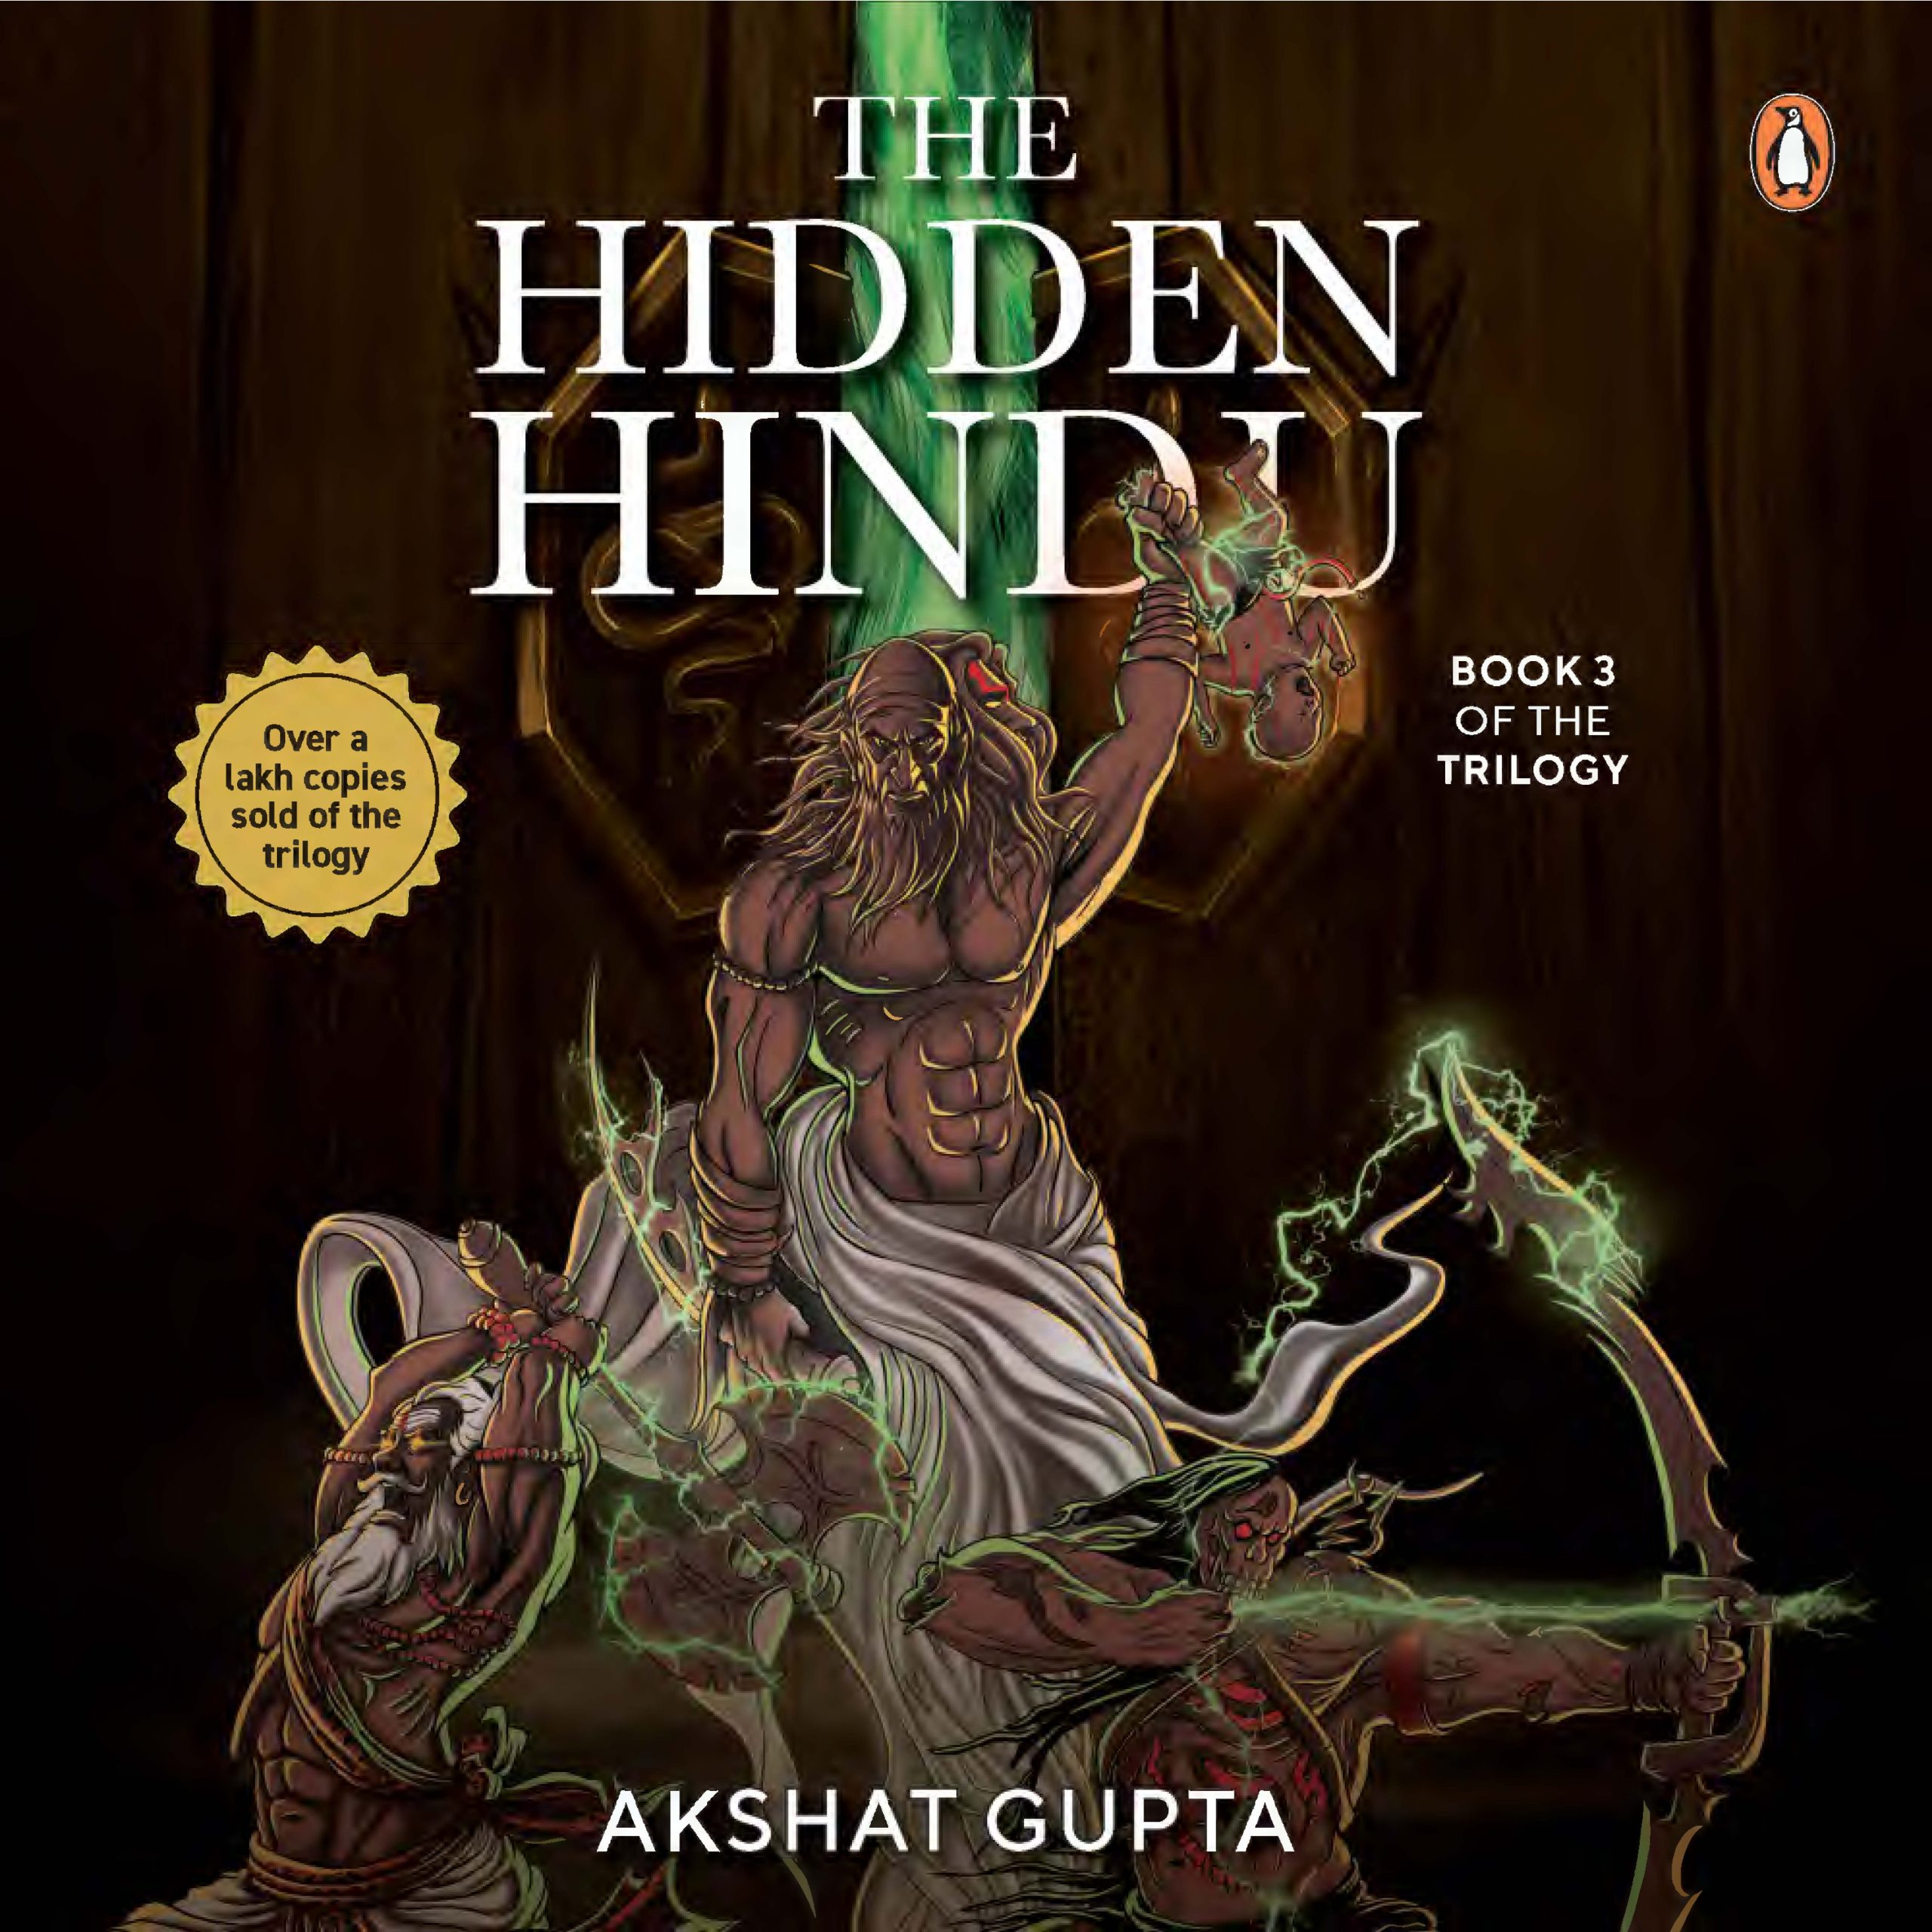 THE
HIDDEN
HINDU
BOOK 3
OF THE
TRILOGY
Over a
lakh copies
sold of the
trilogy
AKSHAT GUPTA